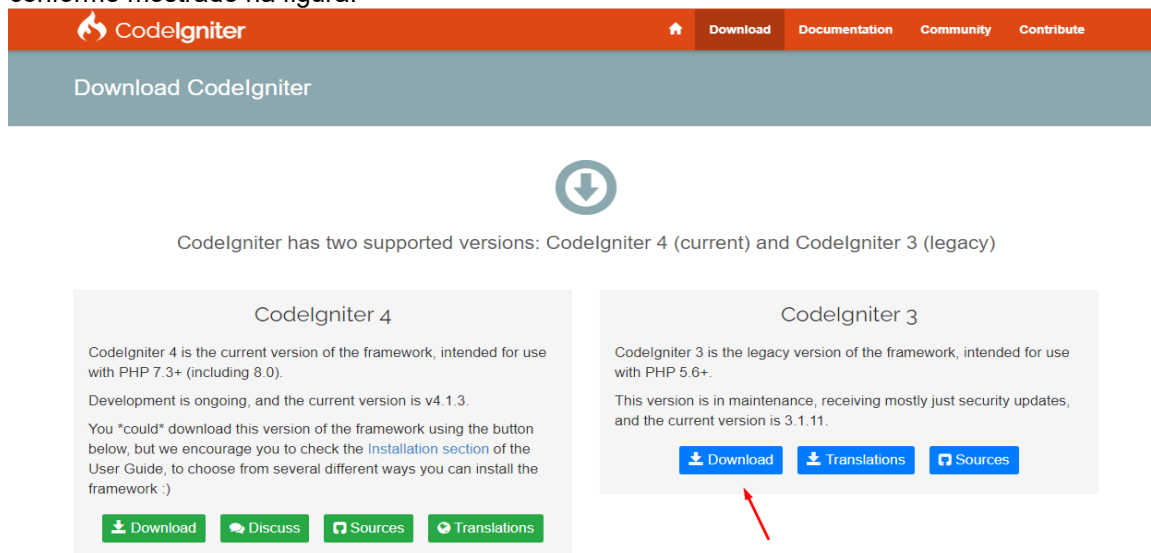 conforme mostrado na figura.
CodeIgniter
Download
Documentation
Community
Contribute
Download CodeIgniter
CodeIgniter has two supported versions: CodeIgniter 4 (current) and CodeIgniter 3 (legacy)
CodeIgniter 4
CodeIgniter 4 is the current version of the framework, intended for use
with PHP 7.3+ (including 8.0).
Development is ongoing, and the current version is v4.1.3.
You *could* download this version of the framework using the button
below, but we encourage you to check the Installation section of the
User Guide, to choose from several different ways you can install the
framework :)
Download
Discuss
Sources
Translations
CodeIgniter 3
CodeIgniter 3 is the legacy version of the framework, intended for use
with PHP 5.6+.
This version is in maintenance, receiving mostly just security updates,
and the current version is 3.1.11.
Download
Translations
Sources